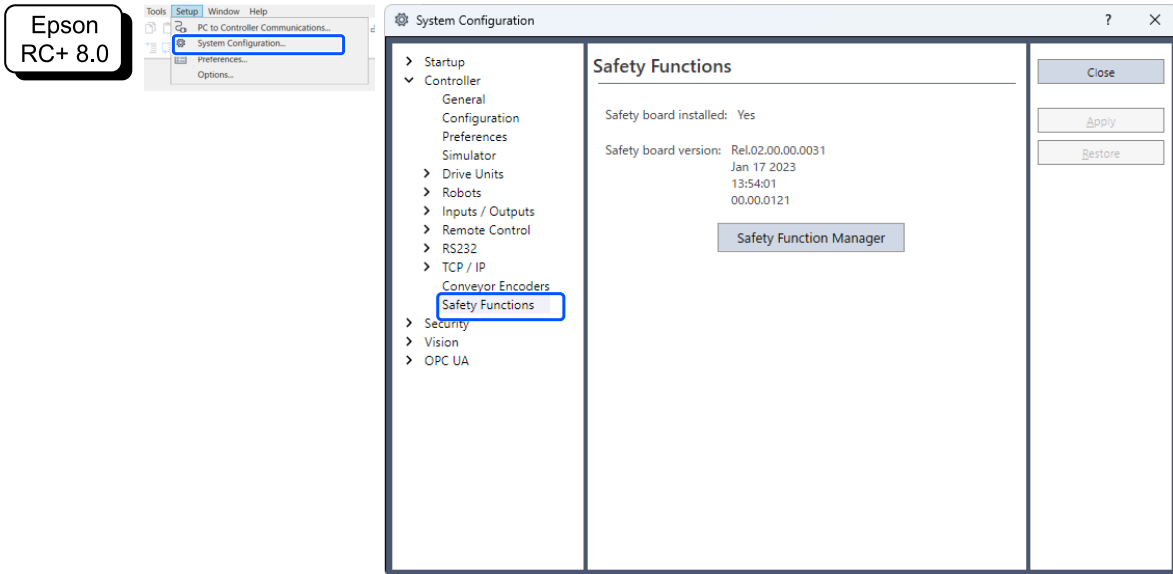 Epson
RC+ 8.0
Tools Setup Window Help
PC to Controller Communications...
System Configuration...
Preferences...
Options...
System Configuration
?
Startup
Controller
General
Configuration
Preferences
Simulator
Drive Units
Robots
Inputs / Outputs
Remote Control
RS232
TCP / IP
Conveyor Encoders
Safety Functions
Security
Vision
OPC UA
Safety Functions
Safety board installed: Yes
Safety board version: Rel.02.00.00.0031
Jan 17 2023
13:54:01
00.00.0121
Safety Function Manager
Close
Apply
Restore